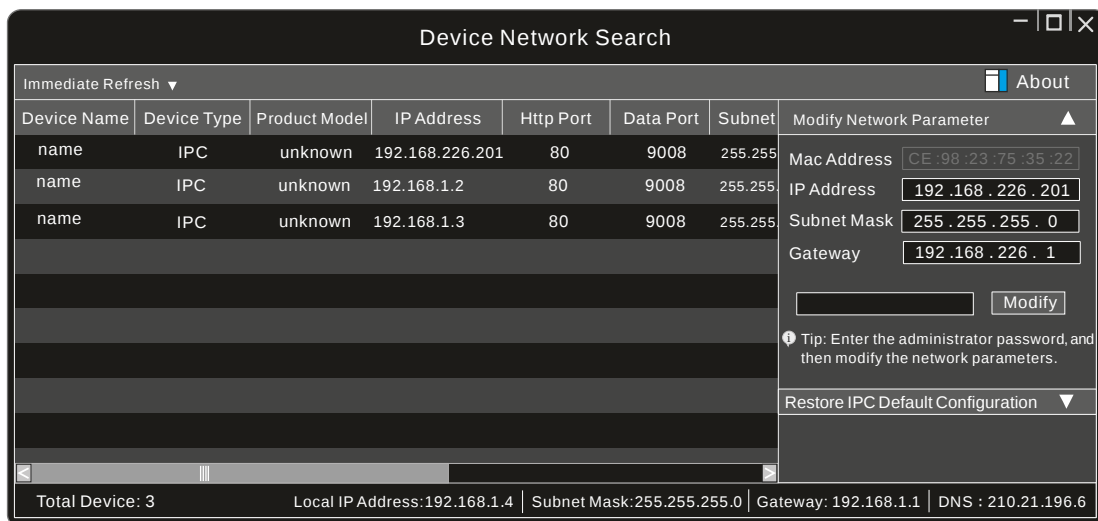 Device Network Search
Immediate Refresh ▼
About
Device Name Device Type Product Model IP Address Http Port Data Port Subnet
name IPC unknown 192.168.226.201 80 9008 255.255
name IPC unknown 192.168.1.2 80 9008 255.255.
name IPC unknown 192.168.1.3 80 9008 255.255.
Modify Network Parameter ▲
Mac Address CE:98:23:75:35:22
IP Address 192.168.226.201
Subnet Mask 255.255.255.0
Gateway 192.168.226.1
Modify
Tip: Enter the administrator password, and
then modify the network parameters.
Restore IPC Default Configuration ▼
Total Device: 3 Local IP Address:192.168.1.4 Subnet Mask:255.255.255.0 Gateway: 192.168.1.1 DNS : 210.21.196.6